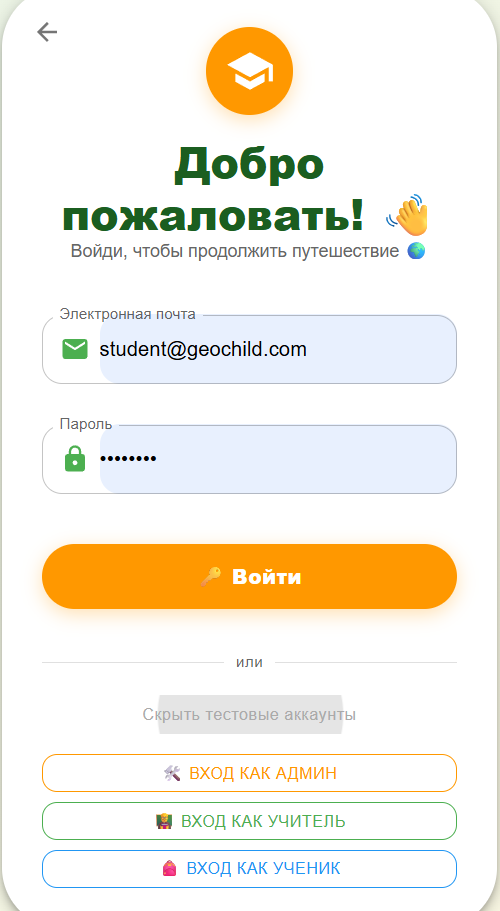 Добро
пожаловать! 👋
Войди, чтобы продолжить путешествие 🌍
Электронная почта
student@geochild.com
Пароль
••••••••
🔑 Войти
или
Скрыть тестовые аккаунты
🛠️ ВХОД КАК АДМИН
👩‍🏫 ВХОД КАК УЧИТЕЛЬ
🎒 ВХОД КАК УЧЕНИК